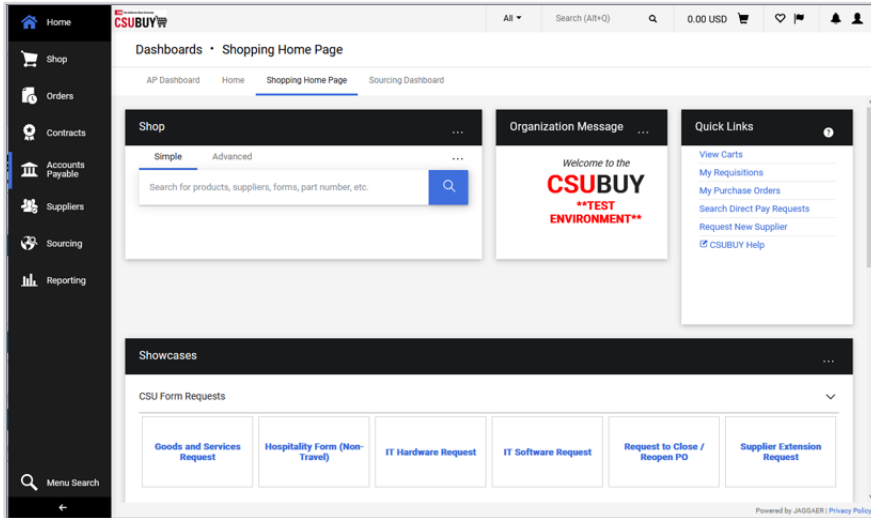 Home
CSUBUY
All
Search (Alt+Q)
0.00 USD
Shop
Orders
Contracts
Accounts
Payable
Suppliers
Sourcing
Reporting
Menu Search
Dashboards • Shopping Home Page
AP Dashboard
Home
Shopping Home Page
Sourcing Dashboard
Shop
...
Simple
Advanced
...
Search for products, suppliers, forms, part number, etc.
Organization Message
...
Welcome to the
CSUBUY
**TEST
ENVIRONMENT**
Quick Links
?
View Carts
My Requisitions
My Purchase Orders
Search Direct Pay Requests
Request New Supplier
CSUBUY Help
Showcases
...
CSU Form Requests
Goods and Services
Request
Hospitality Form (Non-
Travel)
IT Hardware Request
IT Software Request
Request to Close /
Reopen PO
Supplier Extension
Request
Powered by JAGGAER | Privacy Policy